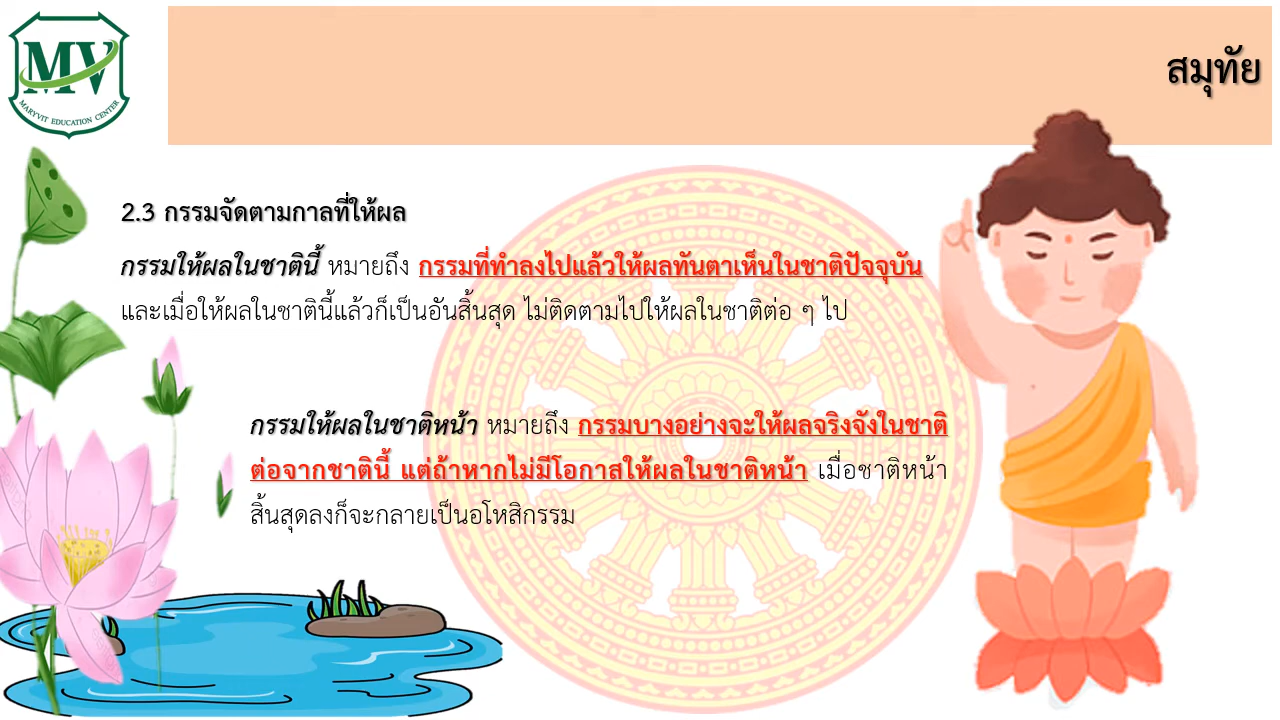 MV
MARYVIT EDUCATION CENTER
สมุทัย
2.3 กรรมจัดตามกาลที่ให้ผล
กรรมให้ผลในชาตินี้ หมายถึง กรรมที่ทำลงไปแล้วให้ผลทันตาเห็นในชาติปัจจุบัน
และเมื่อให้ผลในชาตินี้แล้วก็เป็นอันสิ้นสุด ไม่ติดตามไปให้ผลในชาติต่อ ๆ ไป
กรรมให้ผลในชาติหน้า หมายถึง กรรมบางอย่างจะให้ผลจริงจังในชาติ
ต่อจากชาตินี้ แต่ถ้าหากไม่มีโอกาสให้ผลในชาติหน้า เมื่อชาติหน้า
สิ้นสุดลงก็จะกลายเป็นอโหสิกรรม